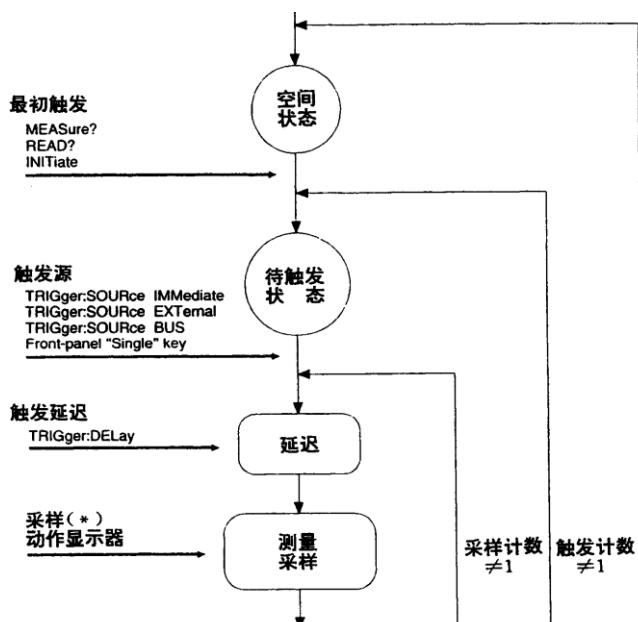 空间
状态
最初触发
MEASure?
READ?
INITiate
待触发
状 态
触发源
TRIGger:SOURce IMMediate
TRIGger:SOURce EXTernal
TRIGger:SOURce BUS
Front-panel “Single” key
触发延迟
TRIGger:DELay
延迟
采样(*)
动作显示器
测量
采样
采样计数
≠1
触发计数
≠1